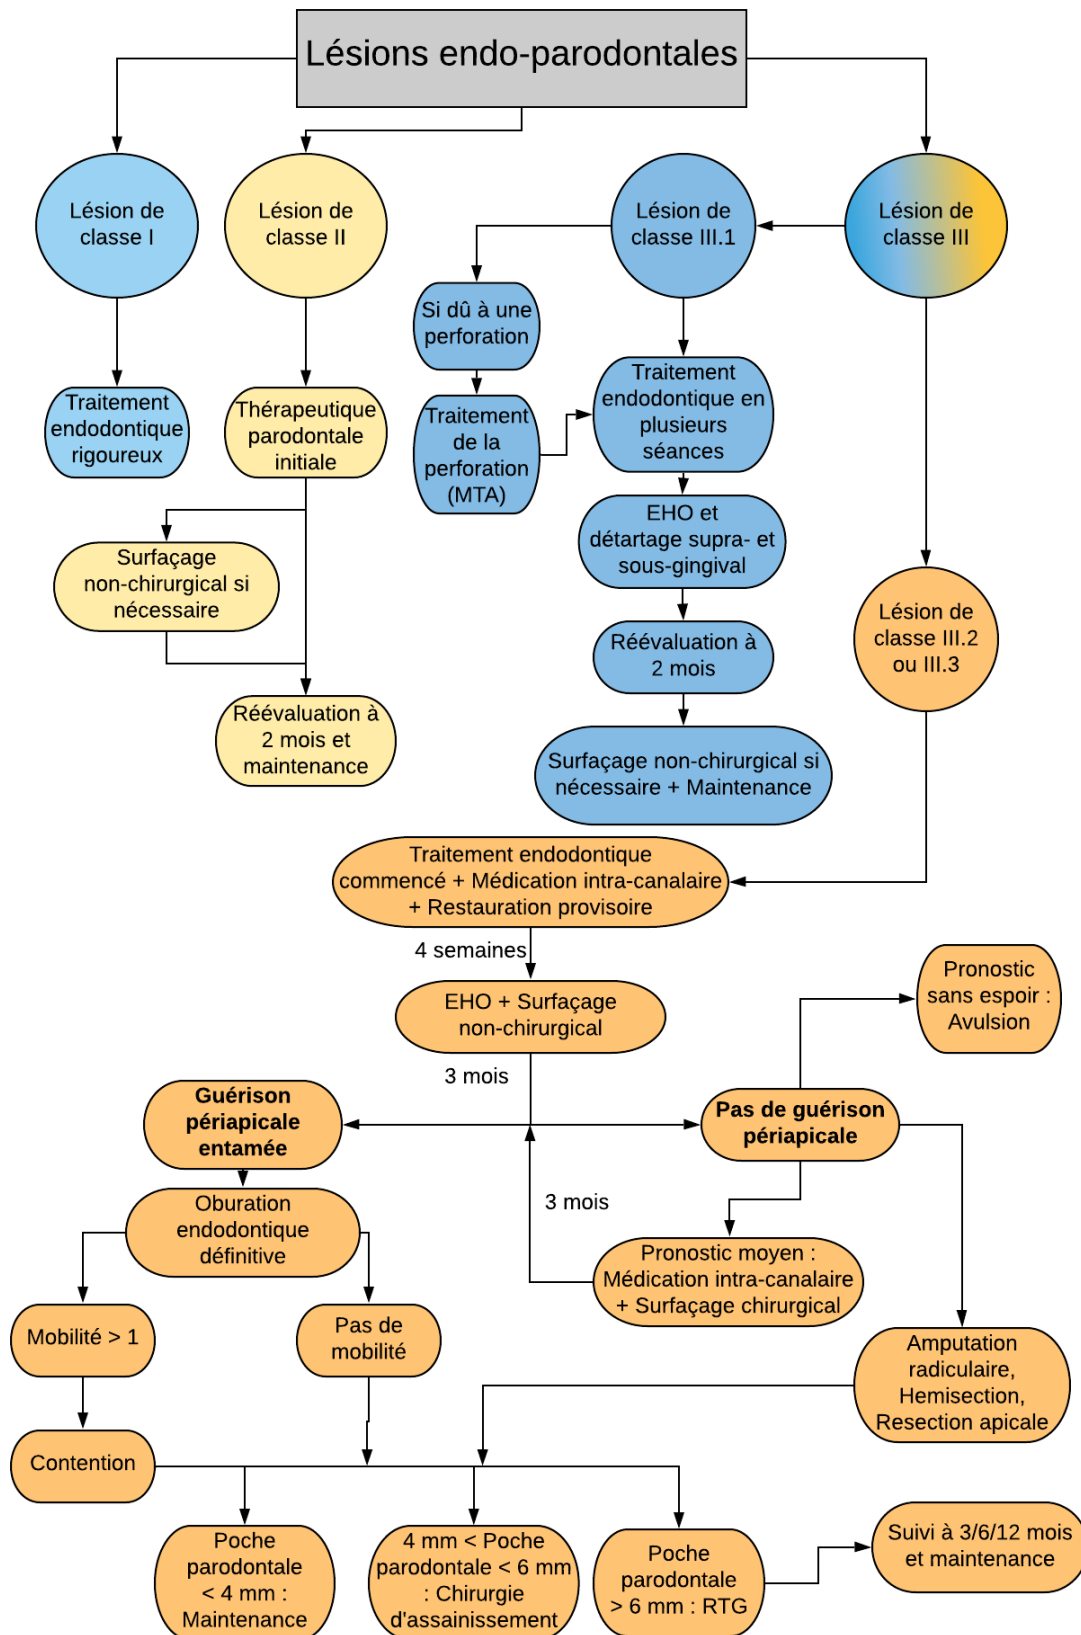 Lésions endo-parodontales
Lésion de
classe I
Lésion de
classe II
Lésion de
classe III.1
Lésion de
classe III
Si dû à une
perforation
Traitement
endodontique
rigoureux
Thérapeutique
parodontale
initiale
Traitement
de la
perforation
(MTA)
Traitement
endodontique en
plusieurs
séances
EHO et
détartage supra- et
sous-gingival
Surfaçage
non-chirurgical si
nécessaire
Lésion de
classe III.2
ou III.3
Réévaluation à
2 mois
Réévaluation à
2 mois et
maintenance
Surfaçage non-chirurgical si
nécessaire + Maintenance
Traitement endodontique
commencé + Médication intra-canalaire
+ Restauration provisoire
4 semaines
EHO + Surfaçage
non-chirurgical
Pronostic
sans espoir :
Avulsion
3 mois
Guérison
périapicale
entamée
Pas de guérison
périapicale
Oburation
endodontique
définitive
3 mois
Pronostic moyen :
Médication intra-canalaire
+ Surfaçage chirurgical
Mobilité > 1
Pas de
mobilité
Amputation
radiculaire,
Hemisection,
Resection apicale
Contention
Poche
parodontale
< 4 mm :
Maintenance
4 mm < Poche
parodontale < 6 mm
: Chirurgie
d'assainissement
Poche
parodontale
> 6 mm : RTG
Suivi à 3/6/12 mois
et maintenance